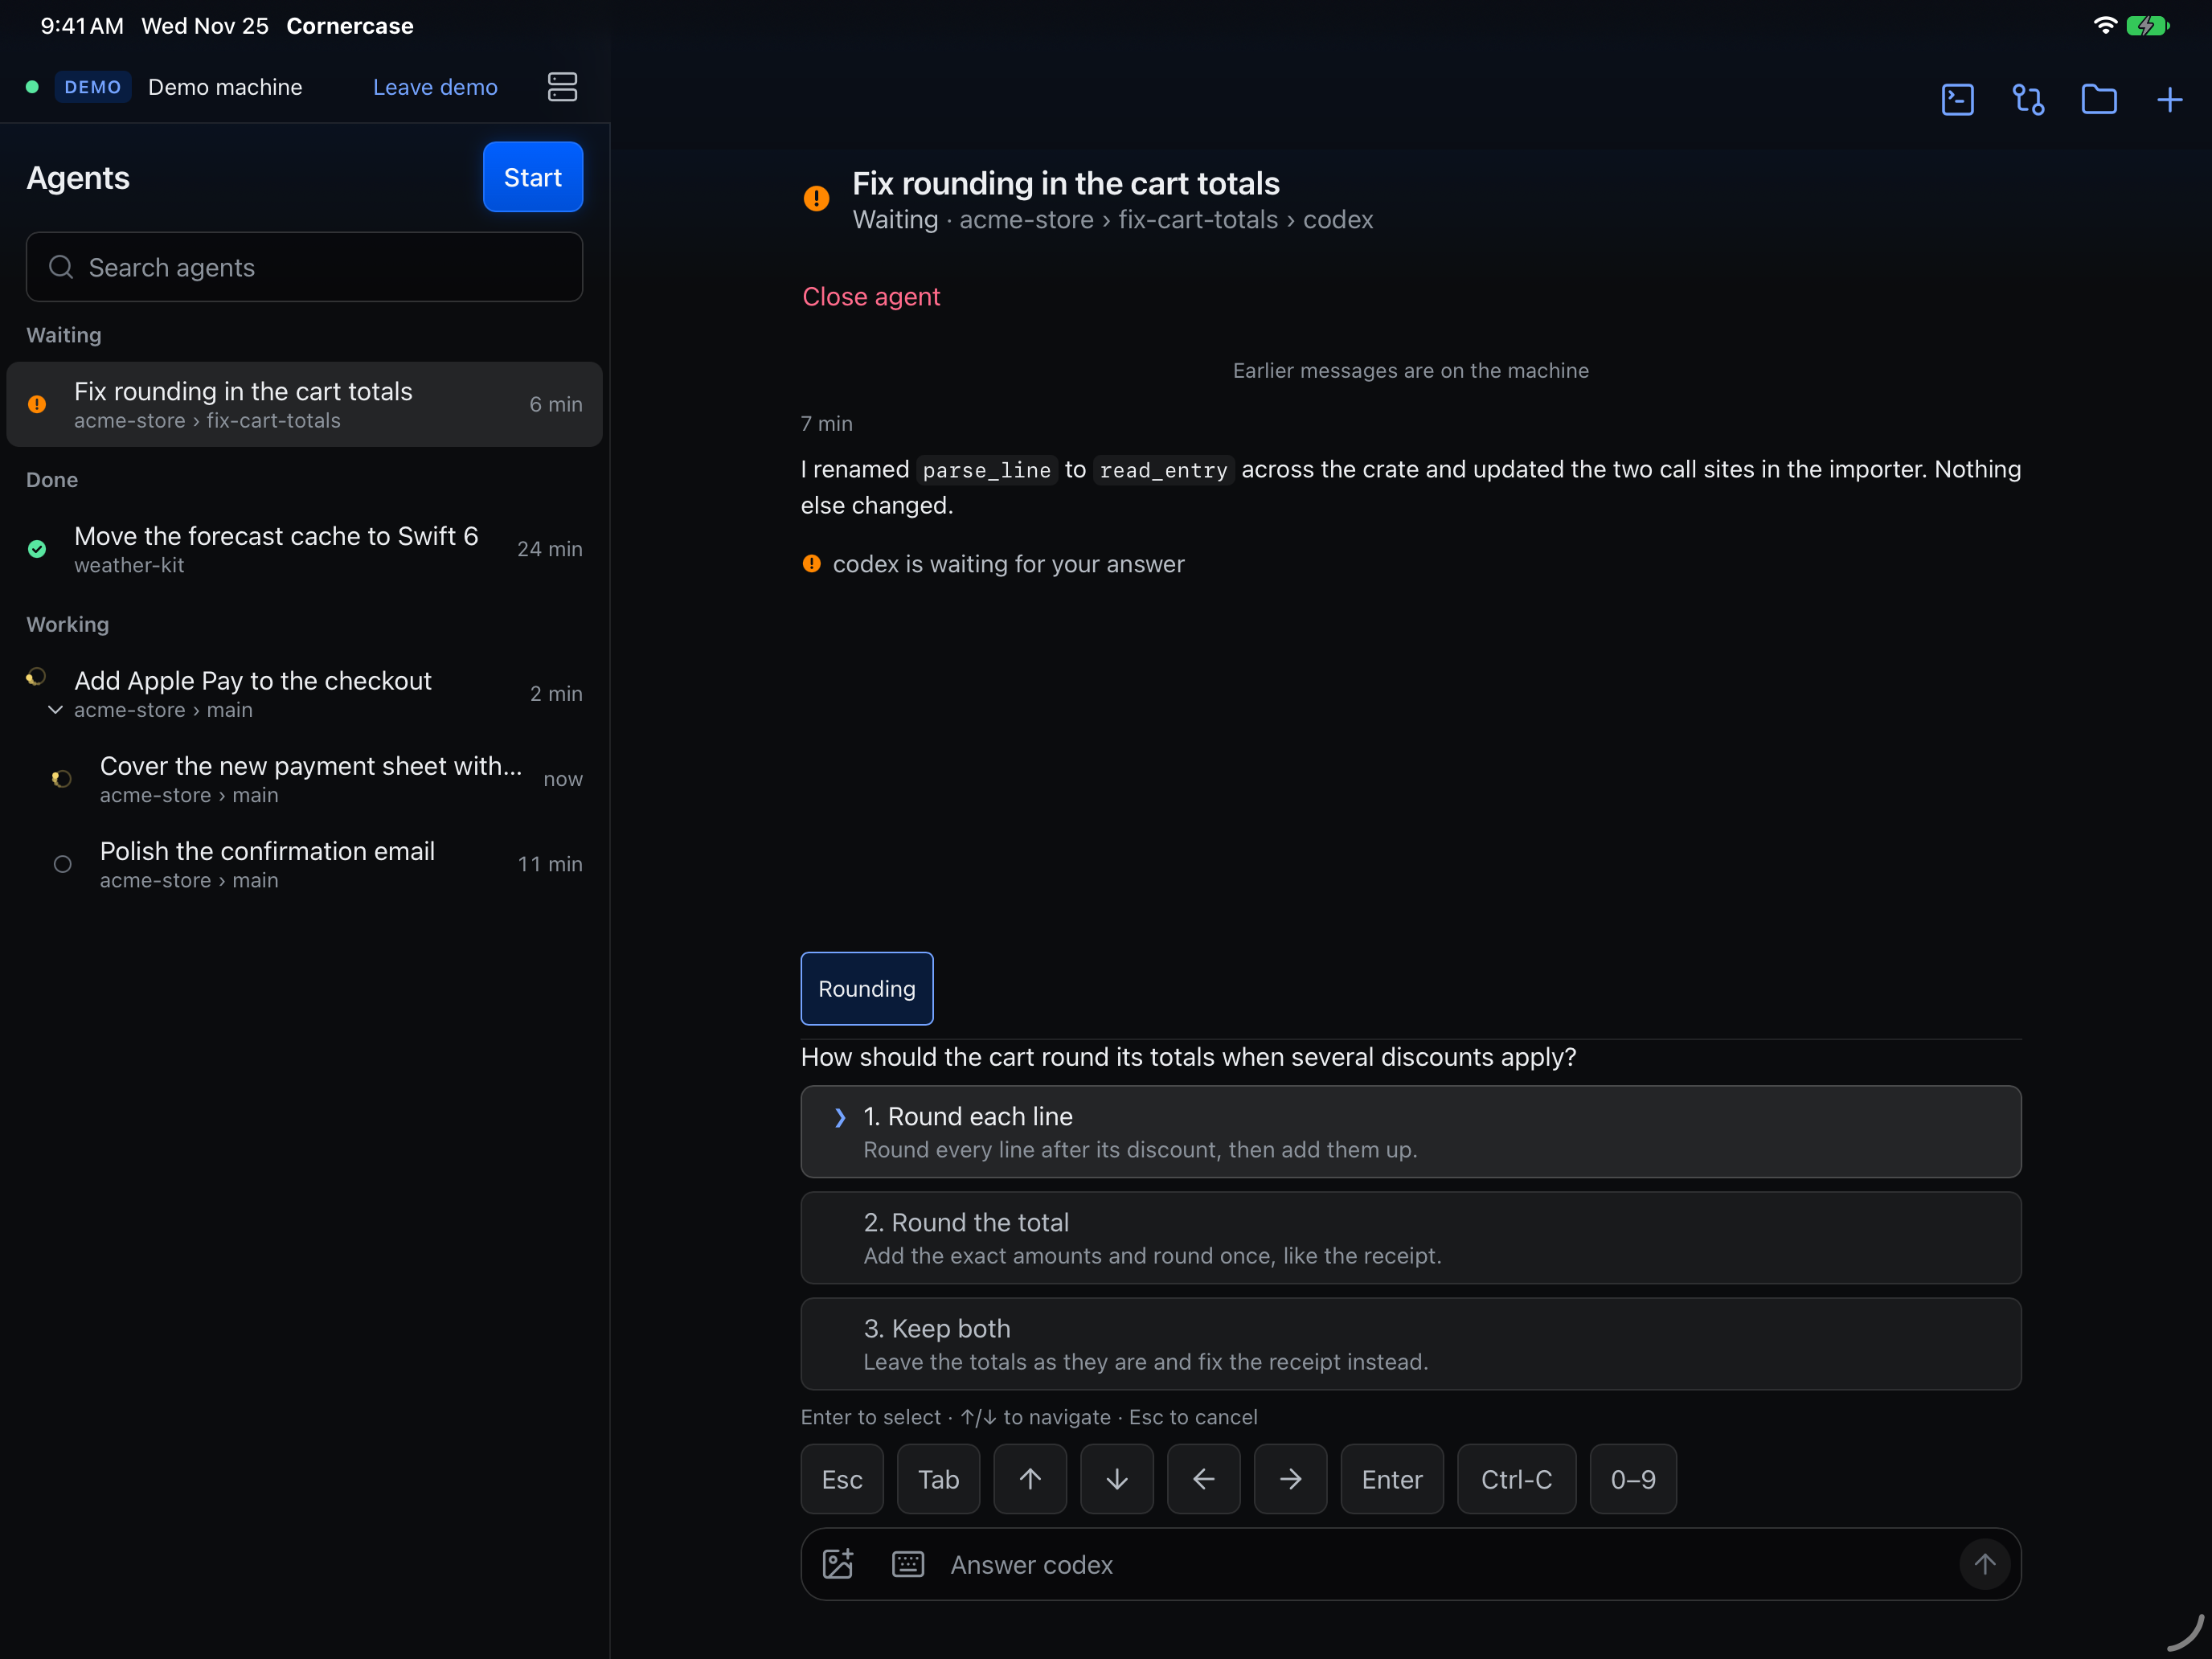 9:41 AM Wed Nov 25 Cornercase
DEMO Demo machine Leave demo
Agents
Start
Search agents
Waiting
Fix rounding in the cart totals
6 min
acme-store › fix-cart-totals
Done
Move the forecast cache to Swift 6
24 min
weather-kit
Working
Add Apple Pay to the checkout
2 min
acme-store › main
Cover the new payment sheet with...
now
acme-store › main
Polish the confirmation email
11 min
acme-store › main
Fix rounding in the cart totals
Waiting · acme-store › fix-cart-totals › codex
Close agent
Earlier messages are on the machine
7 min
I renamed parse_line to read_entry across the crate and updated the two call sites in the importer. Nothing
else changed.
codex is waiting for your answer
Rounding
How should the cart round its totals when several discounts apply?
❯ 1. Round each line
Round every line after its discount, then add them up.
2. Round the total
Add the exact amounts and round once, like the receipt.
3. Keep both
Leave the totals as they are and fix the receipt instead.
Enter to select · ↑/↓ to navigate · Esc to cancel
Esc Tab ↑ ↓ ← → Enter Ctrl-C 0–9
Answer codex